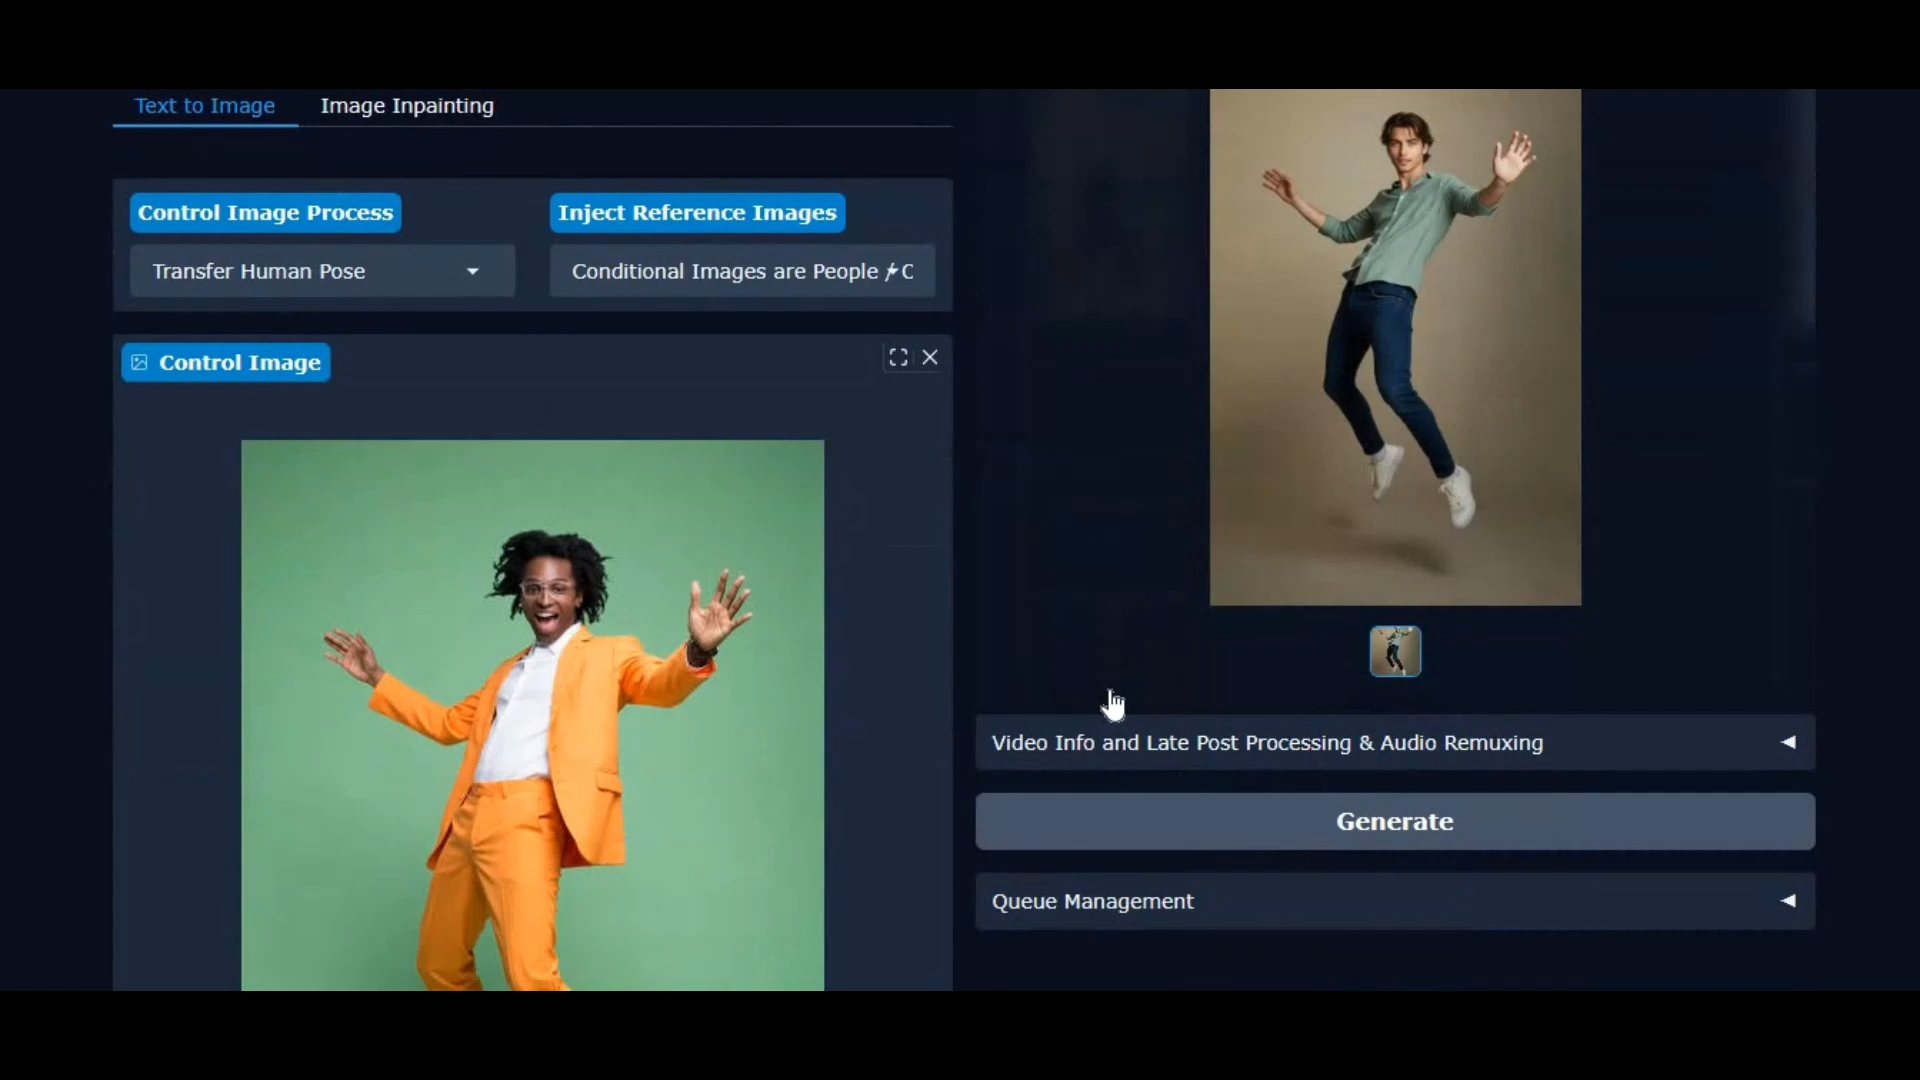 Text to Image
Image Inpainting
Control Image Process
Inject Reference Images
Transfer Human Pose
Conditional Images are People /
Control Image
Video Info and Late Post Processing & Audio Remuxing
Generate
Queue Management